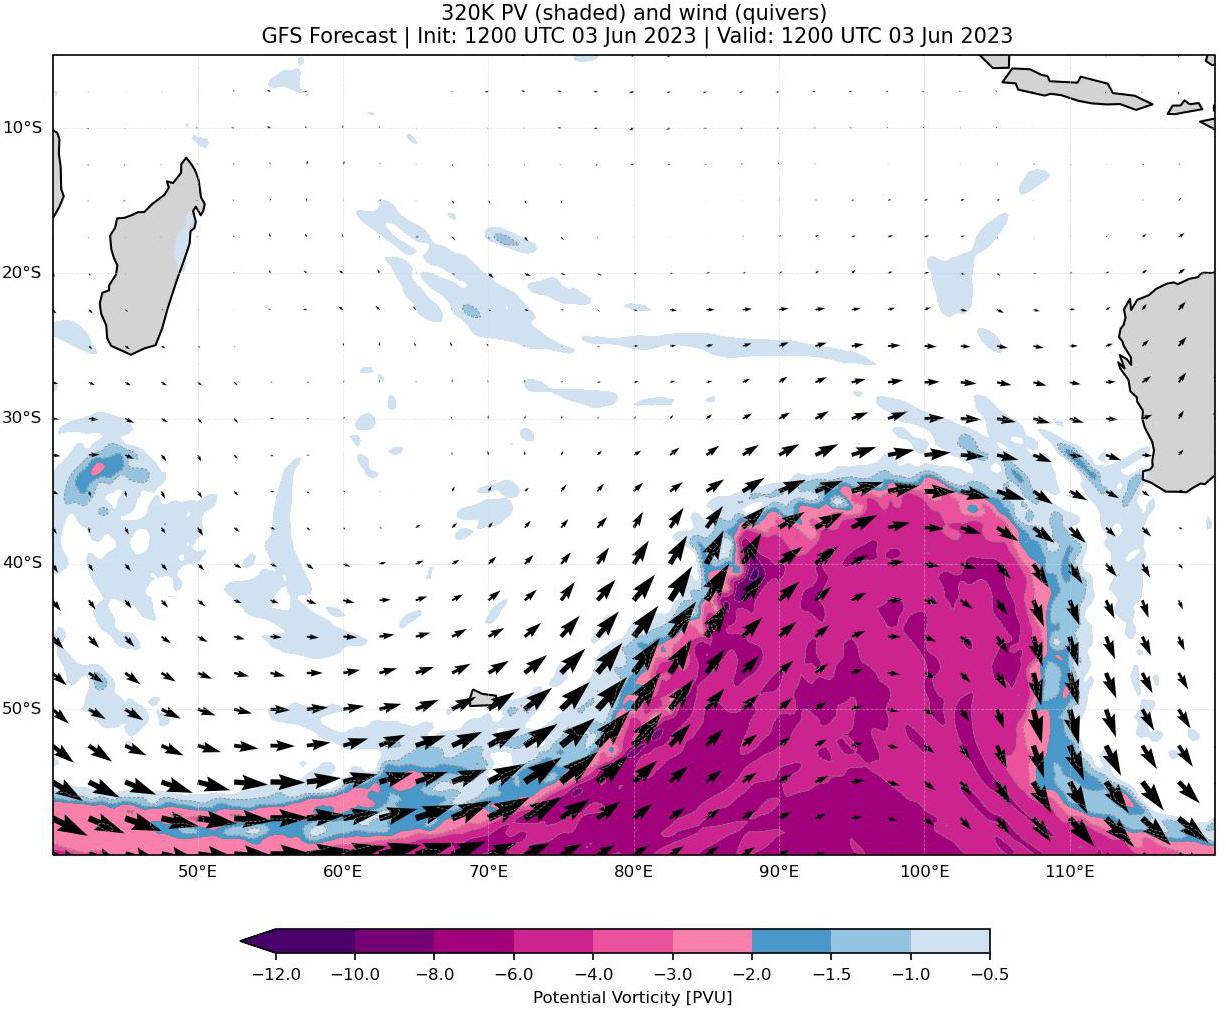 320K PV (shaded) and wind (quivers)
GFS Forecast | Init: 1200 UTC 03 Jun 2023 | Valid: 1200 UTC 03 Jun 2023
10°S
20°S
30°S
40°S
50°S
50°E 60°E 70°E 80°E 90°E 100°E 110°E
−12.0 −10.0 −8.0 −6.0 −4.0 −3.0 −2.0 −1.5 −1.0 −0.5
Potential Vorticity [PVU]